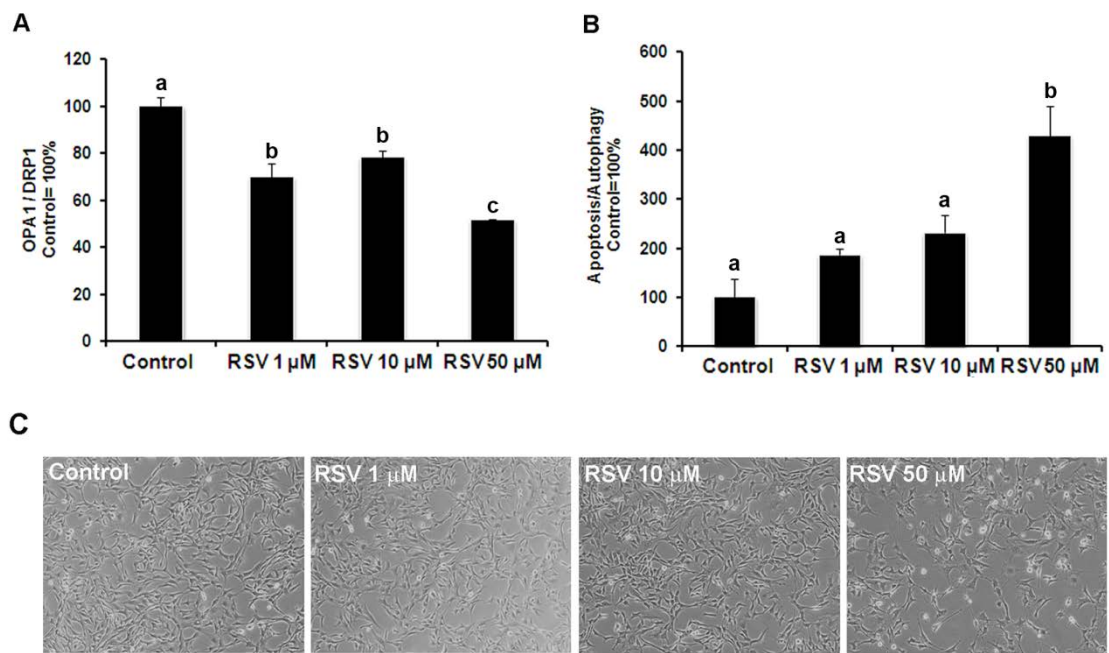 A
OPA1 / DRP1
Control= 100%
120
100
80
60
40
20
0
a
b
b
c
Control
RSV 1 µM
RSV 10 µM
RSV 50 µM
B
Apoptosis/Autophagy
Control=100%
600
500
400
300
200
100
0
a
a
a
b
Control
RSV 1 µM
RSV 10 µM
RSV 50 µM
C
Control
RSV 1 µM
RSV 10 µM
RSV 50 µM